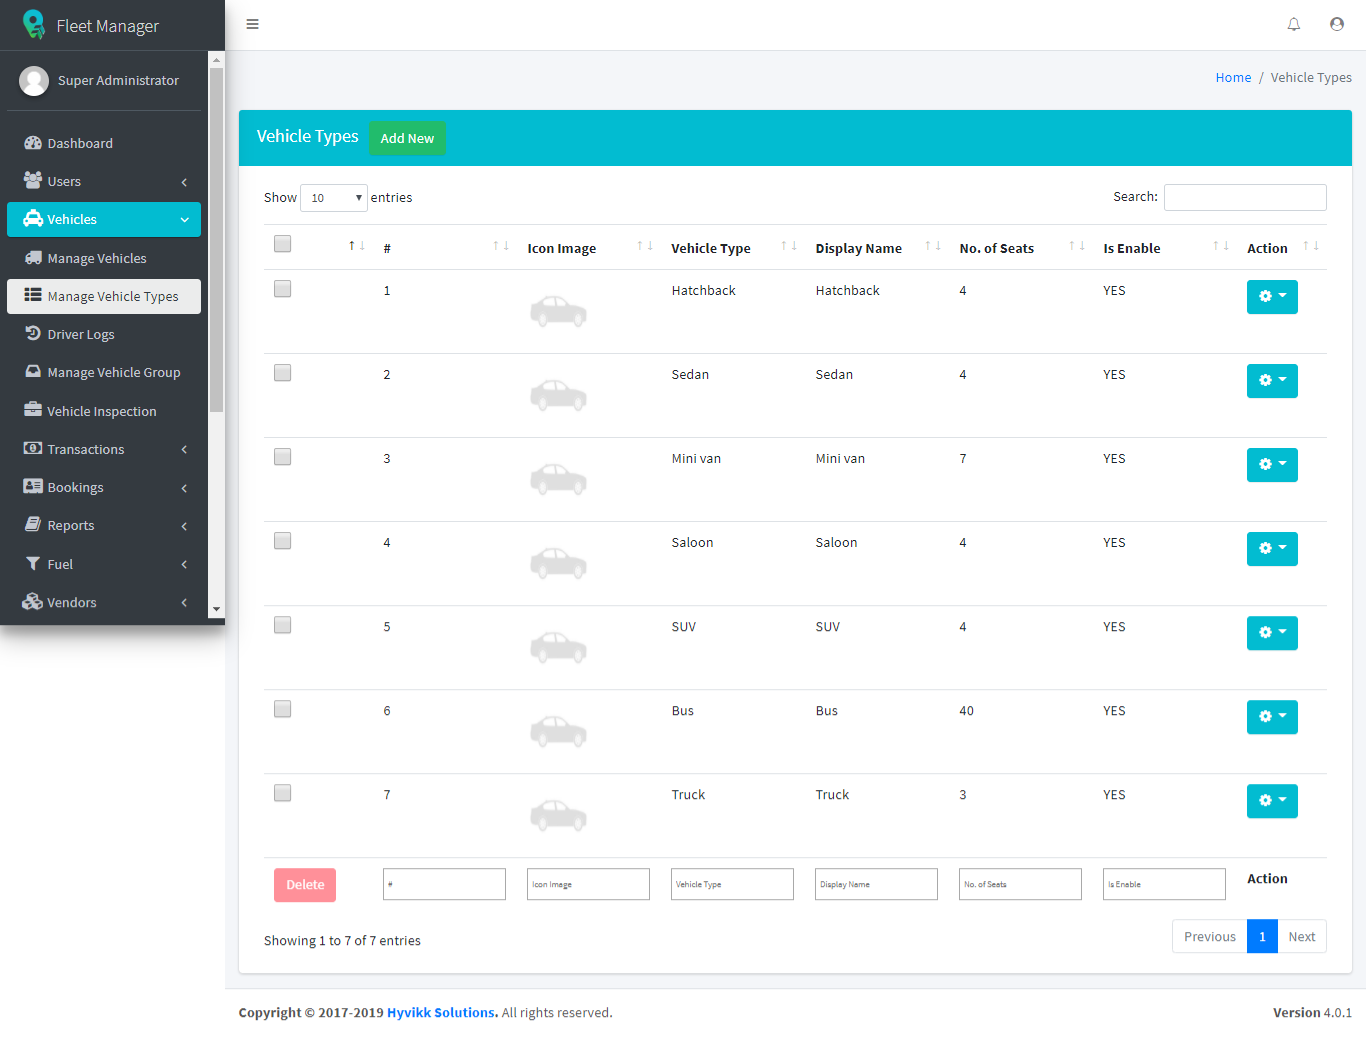 Fleet Manager
Super Administrator
Dashboard
Users
Vehicles
Manage Vehicles
Manage Vehicle Types
Driver Logs
Manage Vehicle Group
Vehicle Inspection
Transactions
Bookings
Reports
Fuel
Vendors
Home / Vehicle Types
Vehicle Types Add New
Show 10 entries Search:
# Icon Image Vehicle Type Display Name No. of Seats Is Enable Action
1 Hatchback Hatchback 4 YES
2 Sedan Sedan 4 YES
3 Mini van Mini van 7 YES
4 Saloon Saloon 4 YES
5 SUV SUV 4 YES
6 Bus Bus 40 YES
7 Truck Truck 3 YES
Delete # Icon Image Vehicle Type Display Name No. of Seats Is Enable Action
Showing 1 to 7 of 7 entries Previous 1 Next
Copyright © 2017-2019 Hyvikk Solutions. All rights reserved. Version 4.0.1